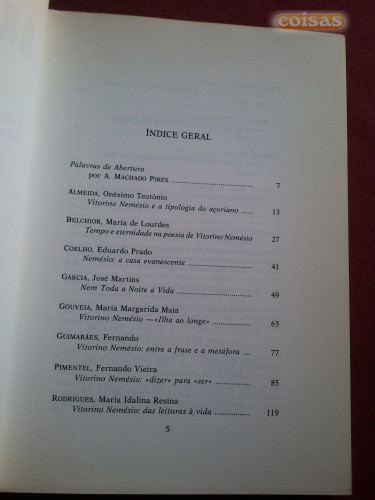 coisas
ÍNDICE GERAL
Palavras de Abertura
por A. MACHADO PIRES ........................... 7
ALMEIDA, Onésimo Teotónio
Vitorino Nemésio e a tipologia do açoriano ..... 13
BELCHIOR, Maria de Lourdes
Tempo e eternidade na poesia de Vitorino Nemésio 27
COELHO, Eduardo Prado
Nemésio: a casa evanescente ..................... 41
GARCIA, José Martins
Nem Toda a Noite a Vida ......................... 49
GOUVEIA, Maria Margarida Maia
Vitorino Nemésio —«Ilha ao longe» ............... 63
GUIMARÃES, Fernando
Vitorino Nemésio: entre a frase e a metáfora .... 77
PIMENTEL, Fernando Vieira
Vitorino Nemésio: «dizer» para «ser» ............ 85
RODRIGUES, Maria Idalina Resina
Vitorino Nemésio: das leituras à vida ........... 119
5